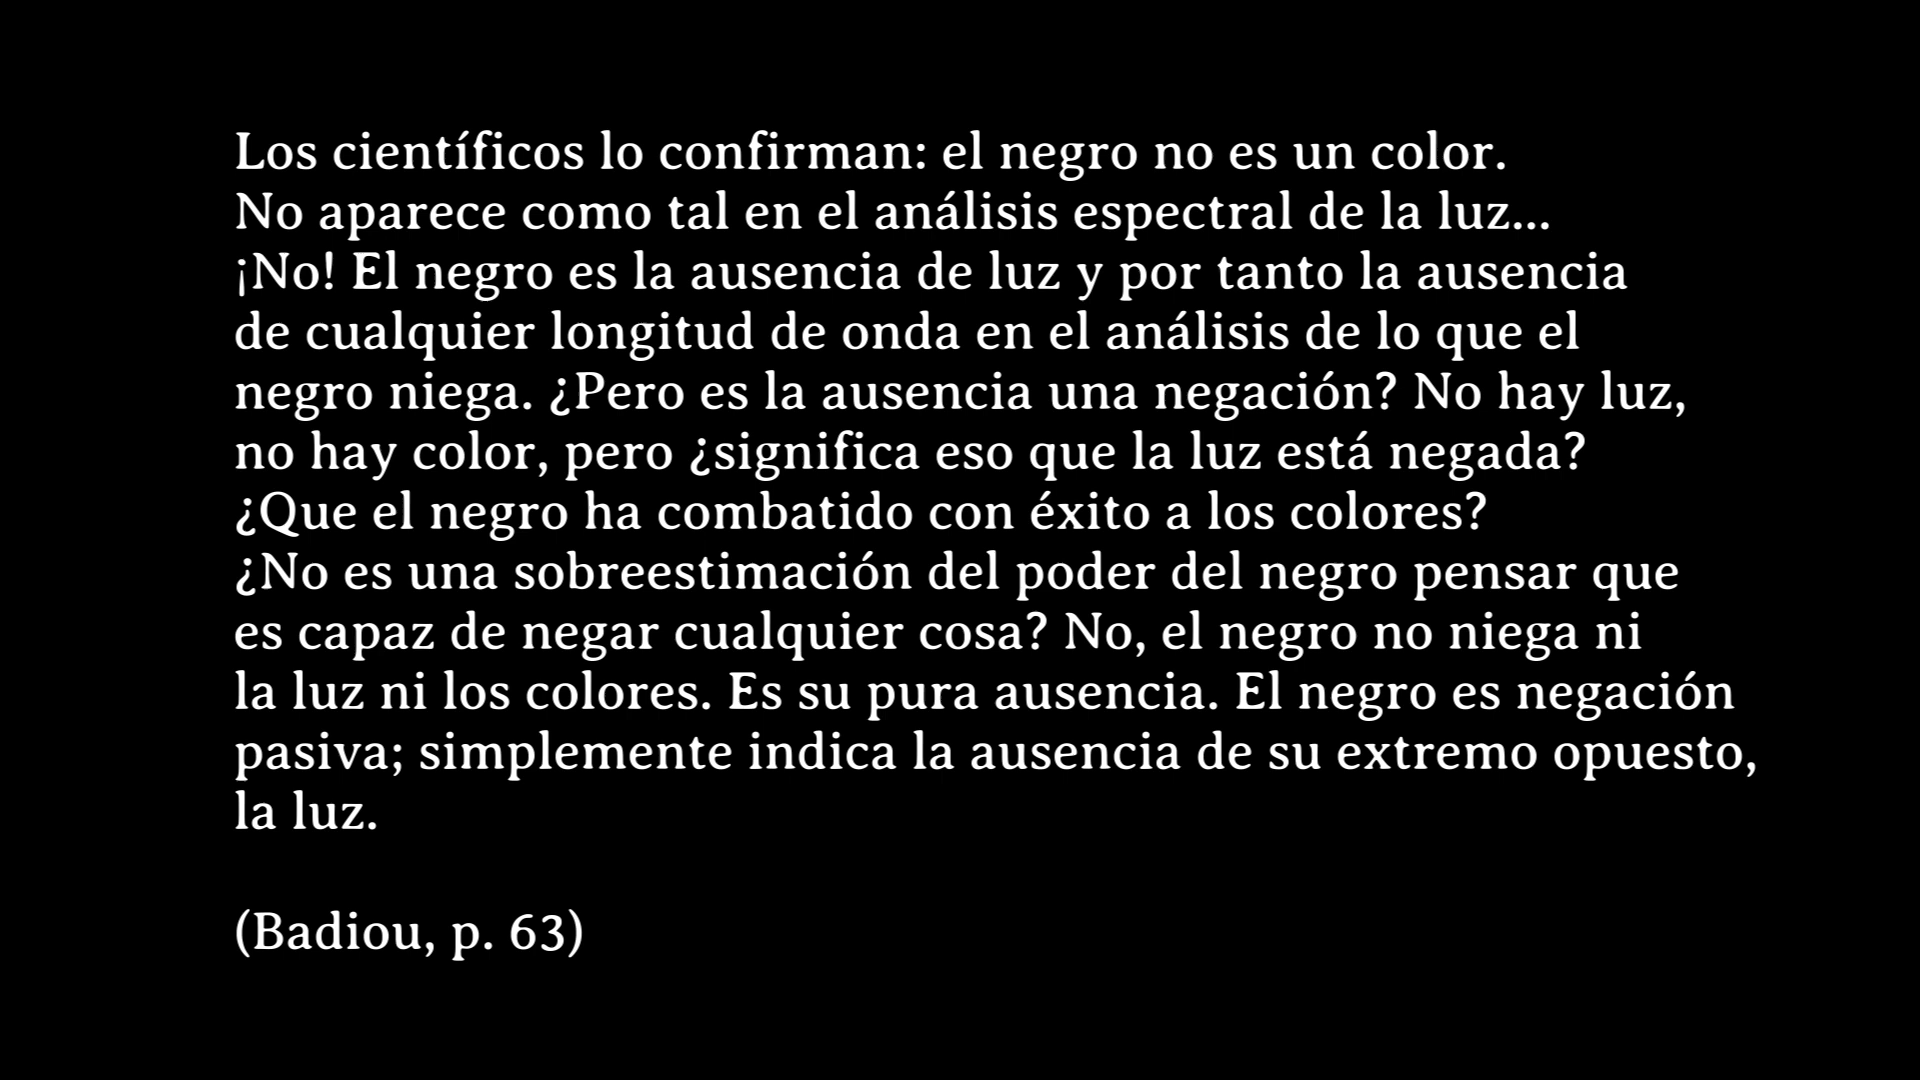 Los científicos lo confirman: el negro no es un color.
No aparece como tal en el análisis espectral de la luz...
¡No! El negro es la ausencia de luz y por tanto la ausencia
de cualquier longitud de onda en el análisis de lo que el
negro niega. ¿Pero es la ausencia una negación? No hay luz,
no hay color, pero ¿significa eso que la luz está negada?
¿Que el negro ha combatido con éxito a los colores?
¿No es una sobreestimación del poder del negro pensar que
es capaz de negar cualquier cosa? No, el negro no niega ni
la luz ni los colores. Es su pura ausencia. El negro es negación
pasiva; simplemente indica la ausencia de su extremo opuesto,
la luz.
(Badiou, p. 63)